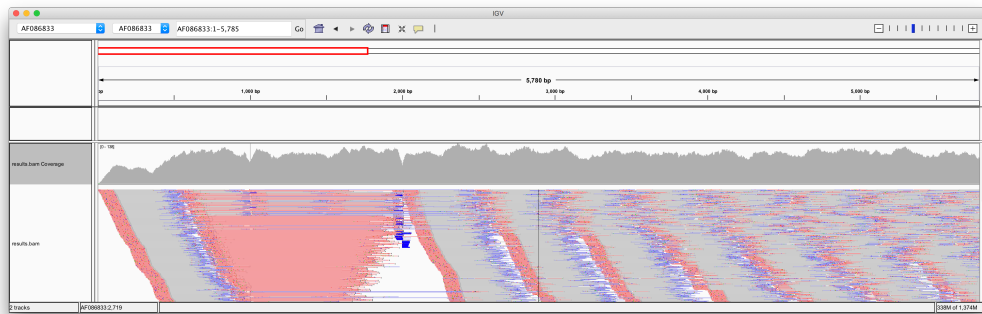 IGV
AF086833 AF086833 AF086833:1-5,785 Go
5,780 bp
bp 1,000 bp 2,000 bp 3,000 bp 4,000 bp 5,000 bp
[0 - 138]
results.bam Coverage
results.bam
2 tracks AF086833:2,719 338M of 1,374M